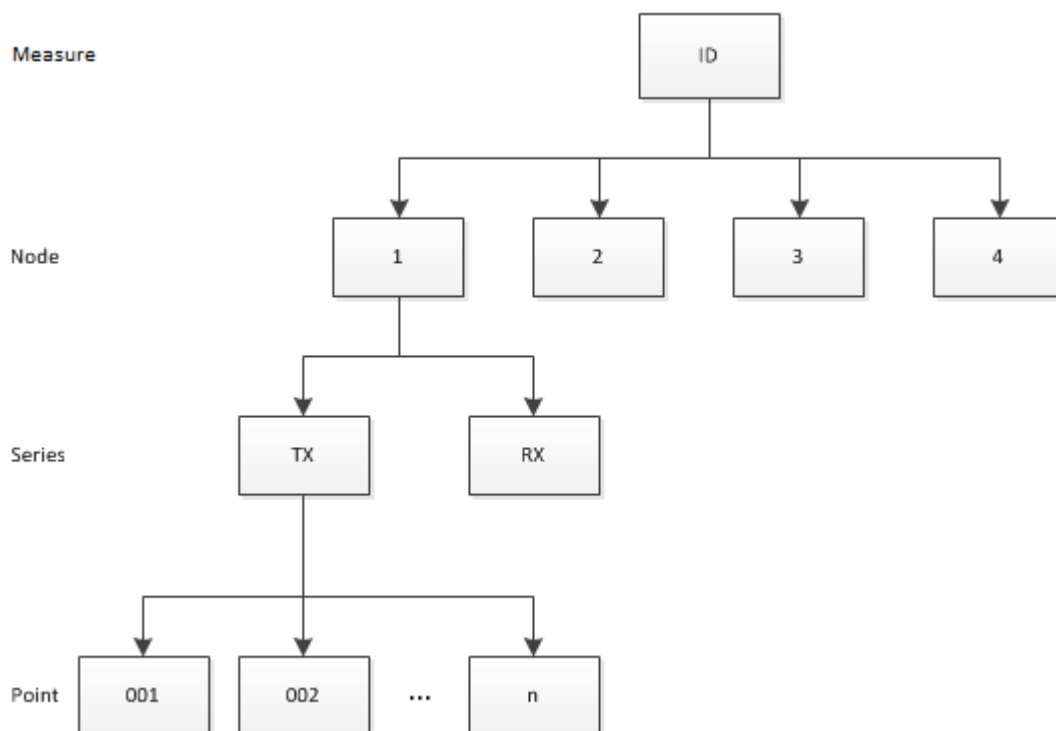 Measure
ID
Node
1
2
3
4
Series
TX
RX
Point
001
002
...
n